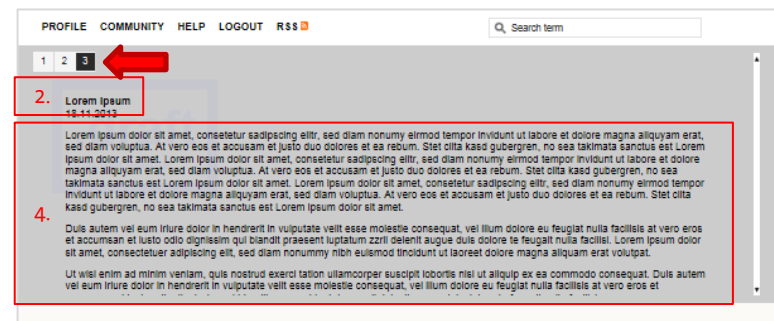 PROFILE COMMUNITY HELP LOGOUT RSS
Search term
1 2 3
2.
Lorem Ipsum
18.11.2013
Lorem ipsum dolor sit amet, consetetur sadipscing elitr, sed diam nonumy eirmod tempor invidunt ut labore et dolore magna aliquyam erat,
sed diam voluptua. At vero eos et accusam et justo duo dolores et ea rebum. Stet clita kasd gubergren, no sea takimata sanctus est Lorem
ipsum dolor sit amet. Lorem ipsum dolor sit amet, consetetur sadipscing elitr, sed diam nonumy eirmod tempor invidunt ut labore et dolore
magna aliquyam erat, sed diam voluptua. At vero eos et accusam et justo duo dolores et ea rebum. Stet clita kasd gubergren, no sea
takimata sanctus est Lorem ipsum dolor sit amet. Lorem ipsum dolor sit amet, consetetur sadipscing elitr, sed diam nonumy eirmod tempor
invidunt ut labore et dolore magna aliquyam erat, sed diam voluptua. At vero eos et accusam et justo duo dolores et ea rebum. Stet clita
kasd gubergren, no sea takimata sanctus est Lorem ipsum dolor sit amet.
4.
Duis autem vel eum iriure dolor in hendrerit in vulputate velit esse molestie consequat, vel illum dolore eu feugiat nulla facilisis at vero eros
et accumsan et iusto odio dignissim qui blandit praesent luptatum zzril delenit augue duis dolore te feugait nulla facilisi. Lorem ipsum dolor
sit amet, consectetuer adipiscing elit, sed diam nonummy nibh euismod tincidunt ut laoreet dolore magna aliquam erat volutpat.
Ut wisi enim ad minim veniam, quis nostrud exerci tation ullamcorper suscipit lobortis nisl ut aliquip ex ea commodo consequat. Duis autem
vel eum iriure dolor in hendrerit in vulputate velit esse molestie consequat, vel illum dolore eu feugiat nulla facilisis at vero eros et